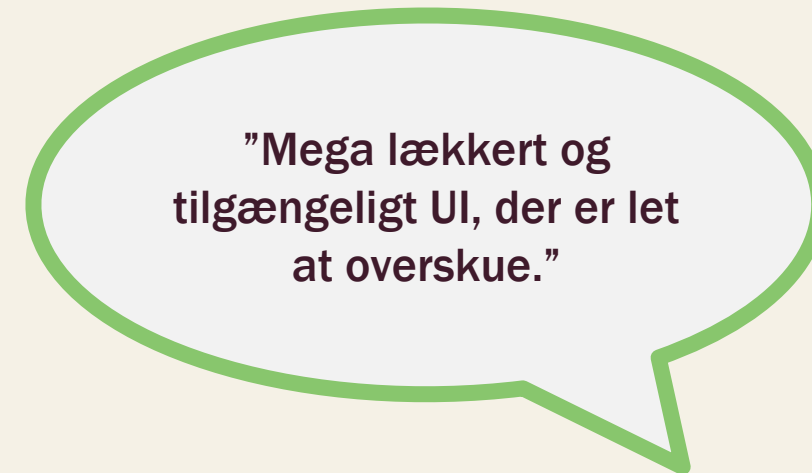 ”Mega lækkert og
tilgængeligt UI, der er let
at overskue.”